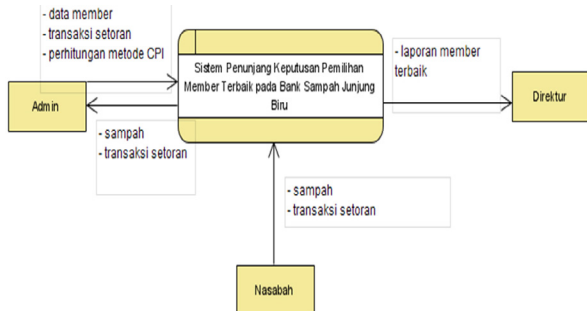 - data member
- transaksi setoran
- perhitungan metode CPI
Sistem Penunjang Keputusan Pemilihan
Member Terbaik pada Bank Sampah Junjung
Biru
- laporan member
terbaik
Admin
Direktur
- sampah
- transaksi setoran
- sampah
- transaksi setoran
Nasabah